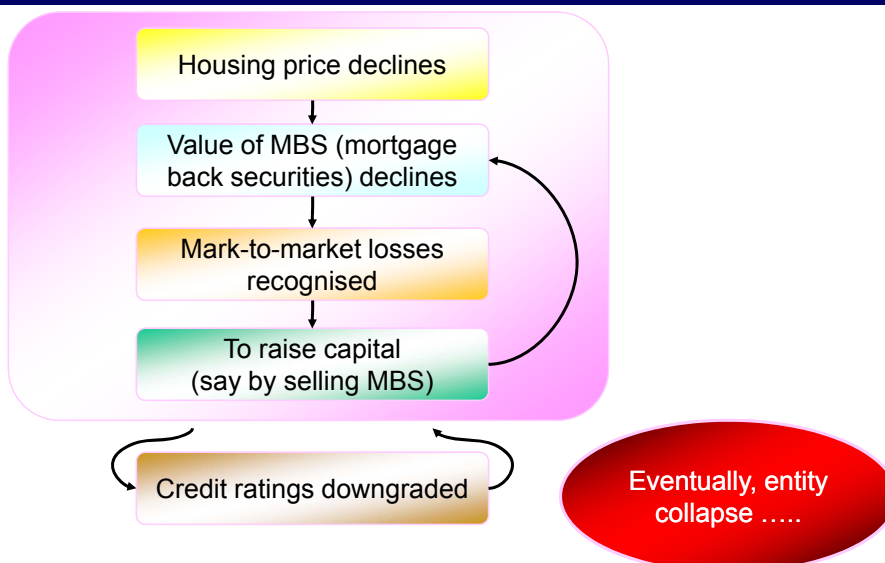 Housing price declines
Value of MBS (mortgage
back securities) declines
Mark-to-market losses
recognised
To raise capital
(say by selling MBS)
Credit ratings downgraded
Eventually, entity
collapse …..